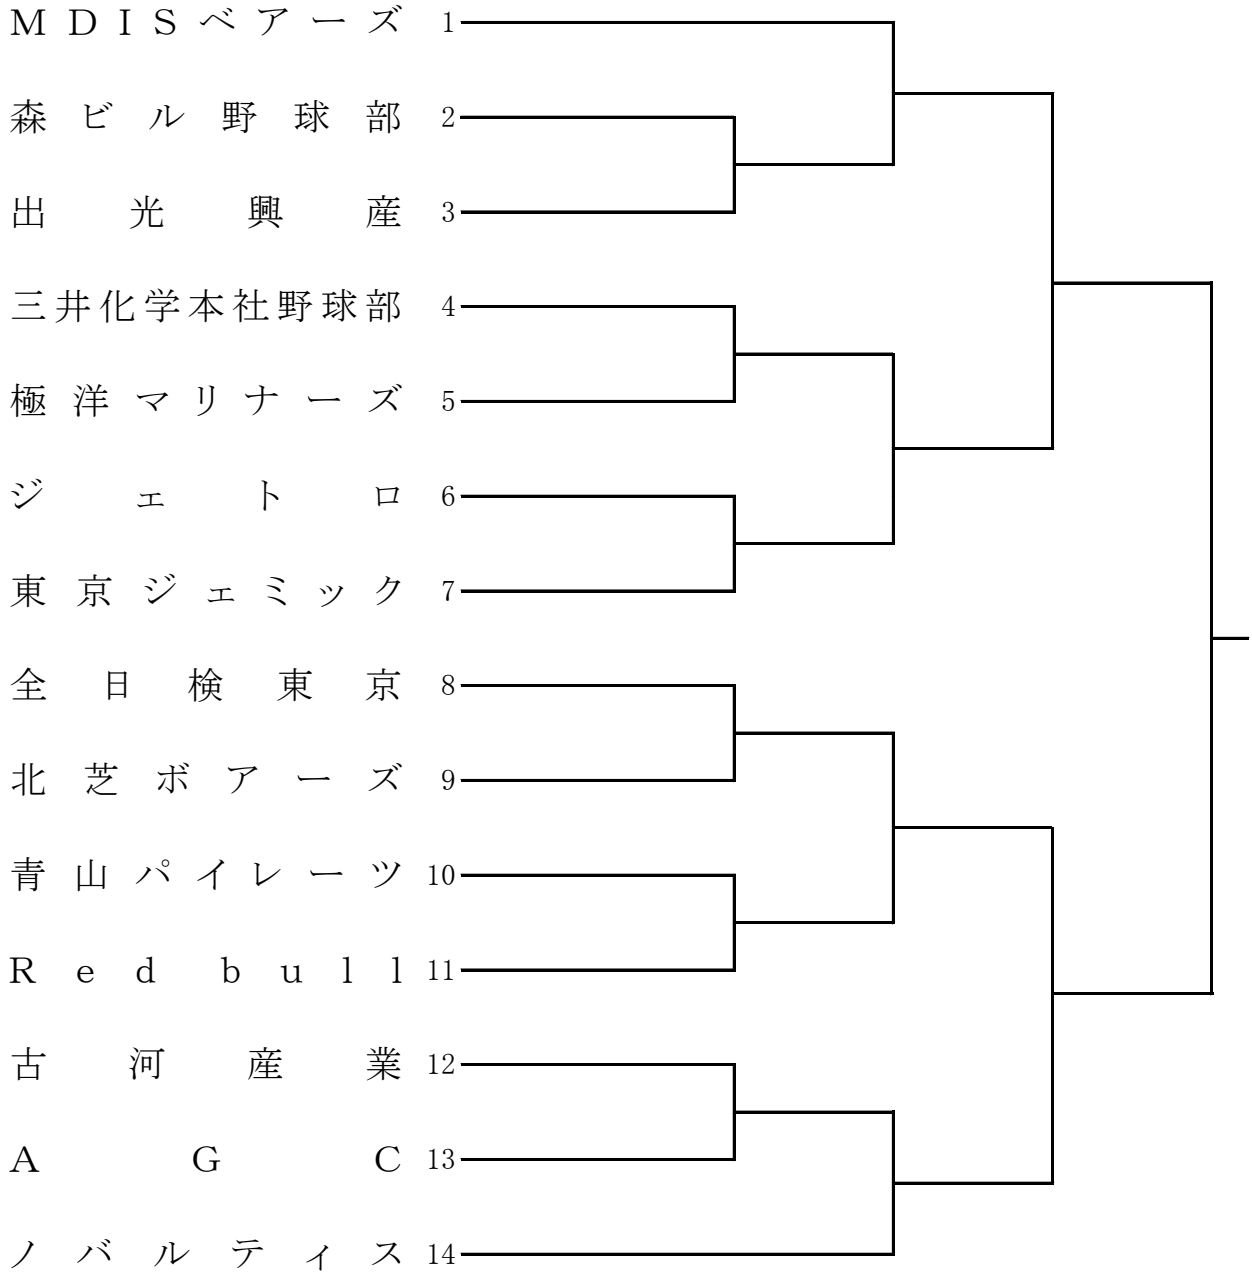 MDISベアーズ 1
森ビル野球部 2
出光興産 3
三井化学本社野球部 4
極洋マリナーズ 5
ジェトロ 6
東京ジェミック 7
全日検東京 8
北芝ボアーズ 9
青山パイレーツ 10
Red bull 11
古河産業 12
AGC 13
ノバルティス 14